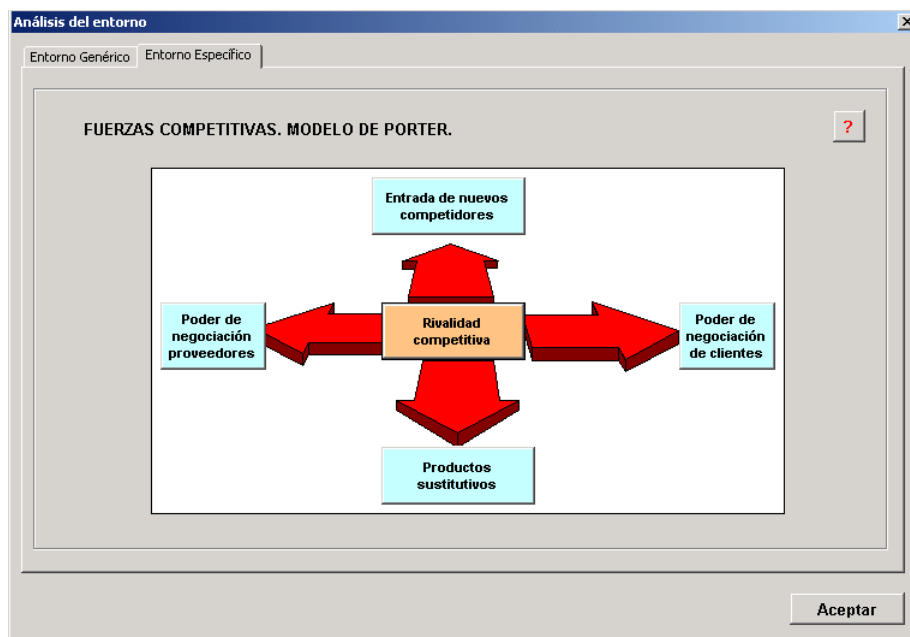 Análisis del entorno
Entorno Genérico
Entorno Específico
FUERZAS COMPETITIVAS. MODELO DE PORTER.
?
Entrada de nuevos
competidores
Poder de
negociación
proveedores
Rivalidad
competitiva
Poder de
negociación
de clientes
Productos
sustitutivos
Aceptar